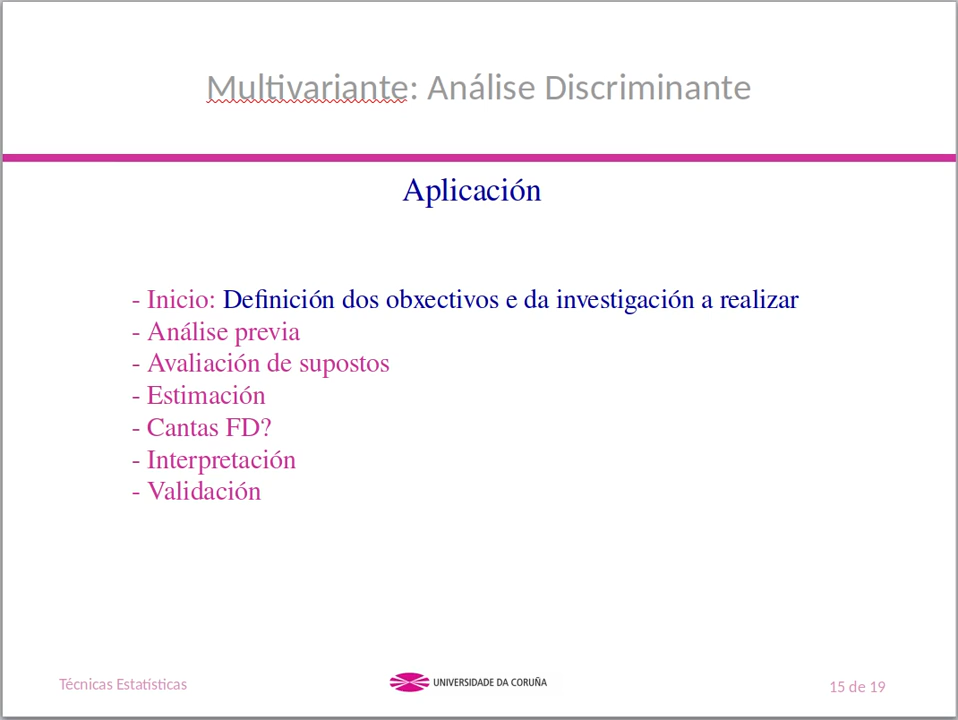 Multivariante: Análise Discriminante
Aplicación
- Inicio: Definición dos obxectivos e da investigación a realizar
- Análise previa
- Avaliación de supostos
- Estimación
- Cantas FD?
- Interpretación
- Validación
Técnicas Estatísticas
UNIVERSIDADE DA CORUÑA
15 de 19